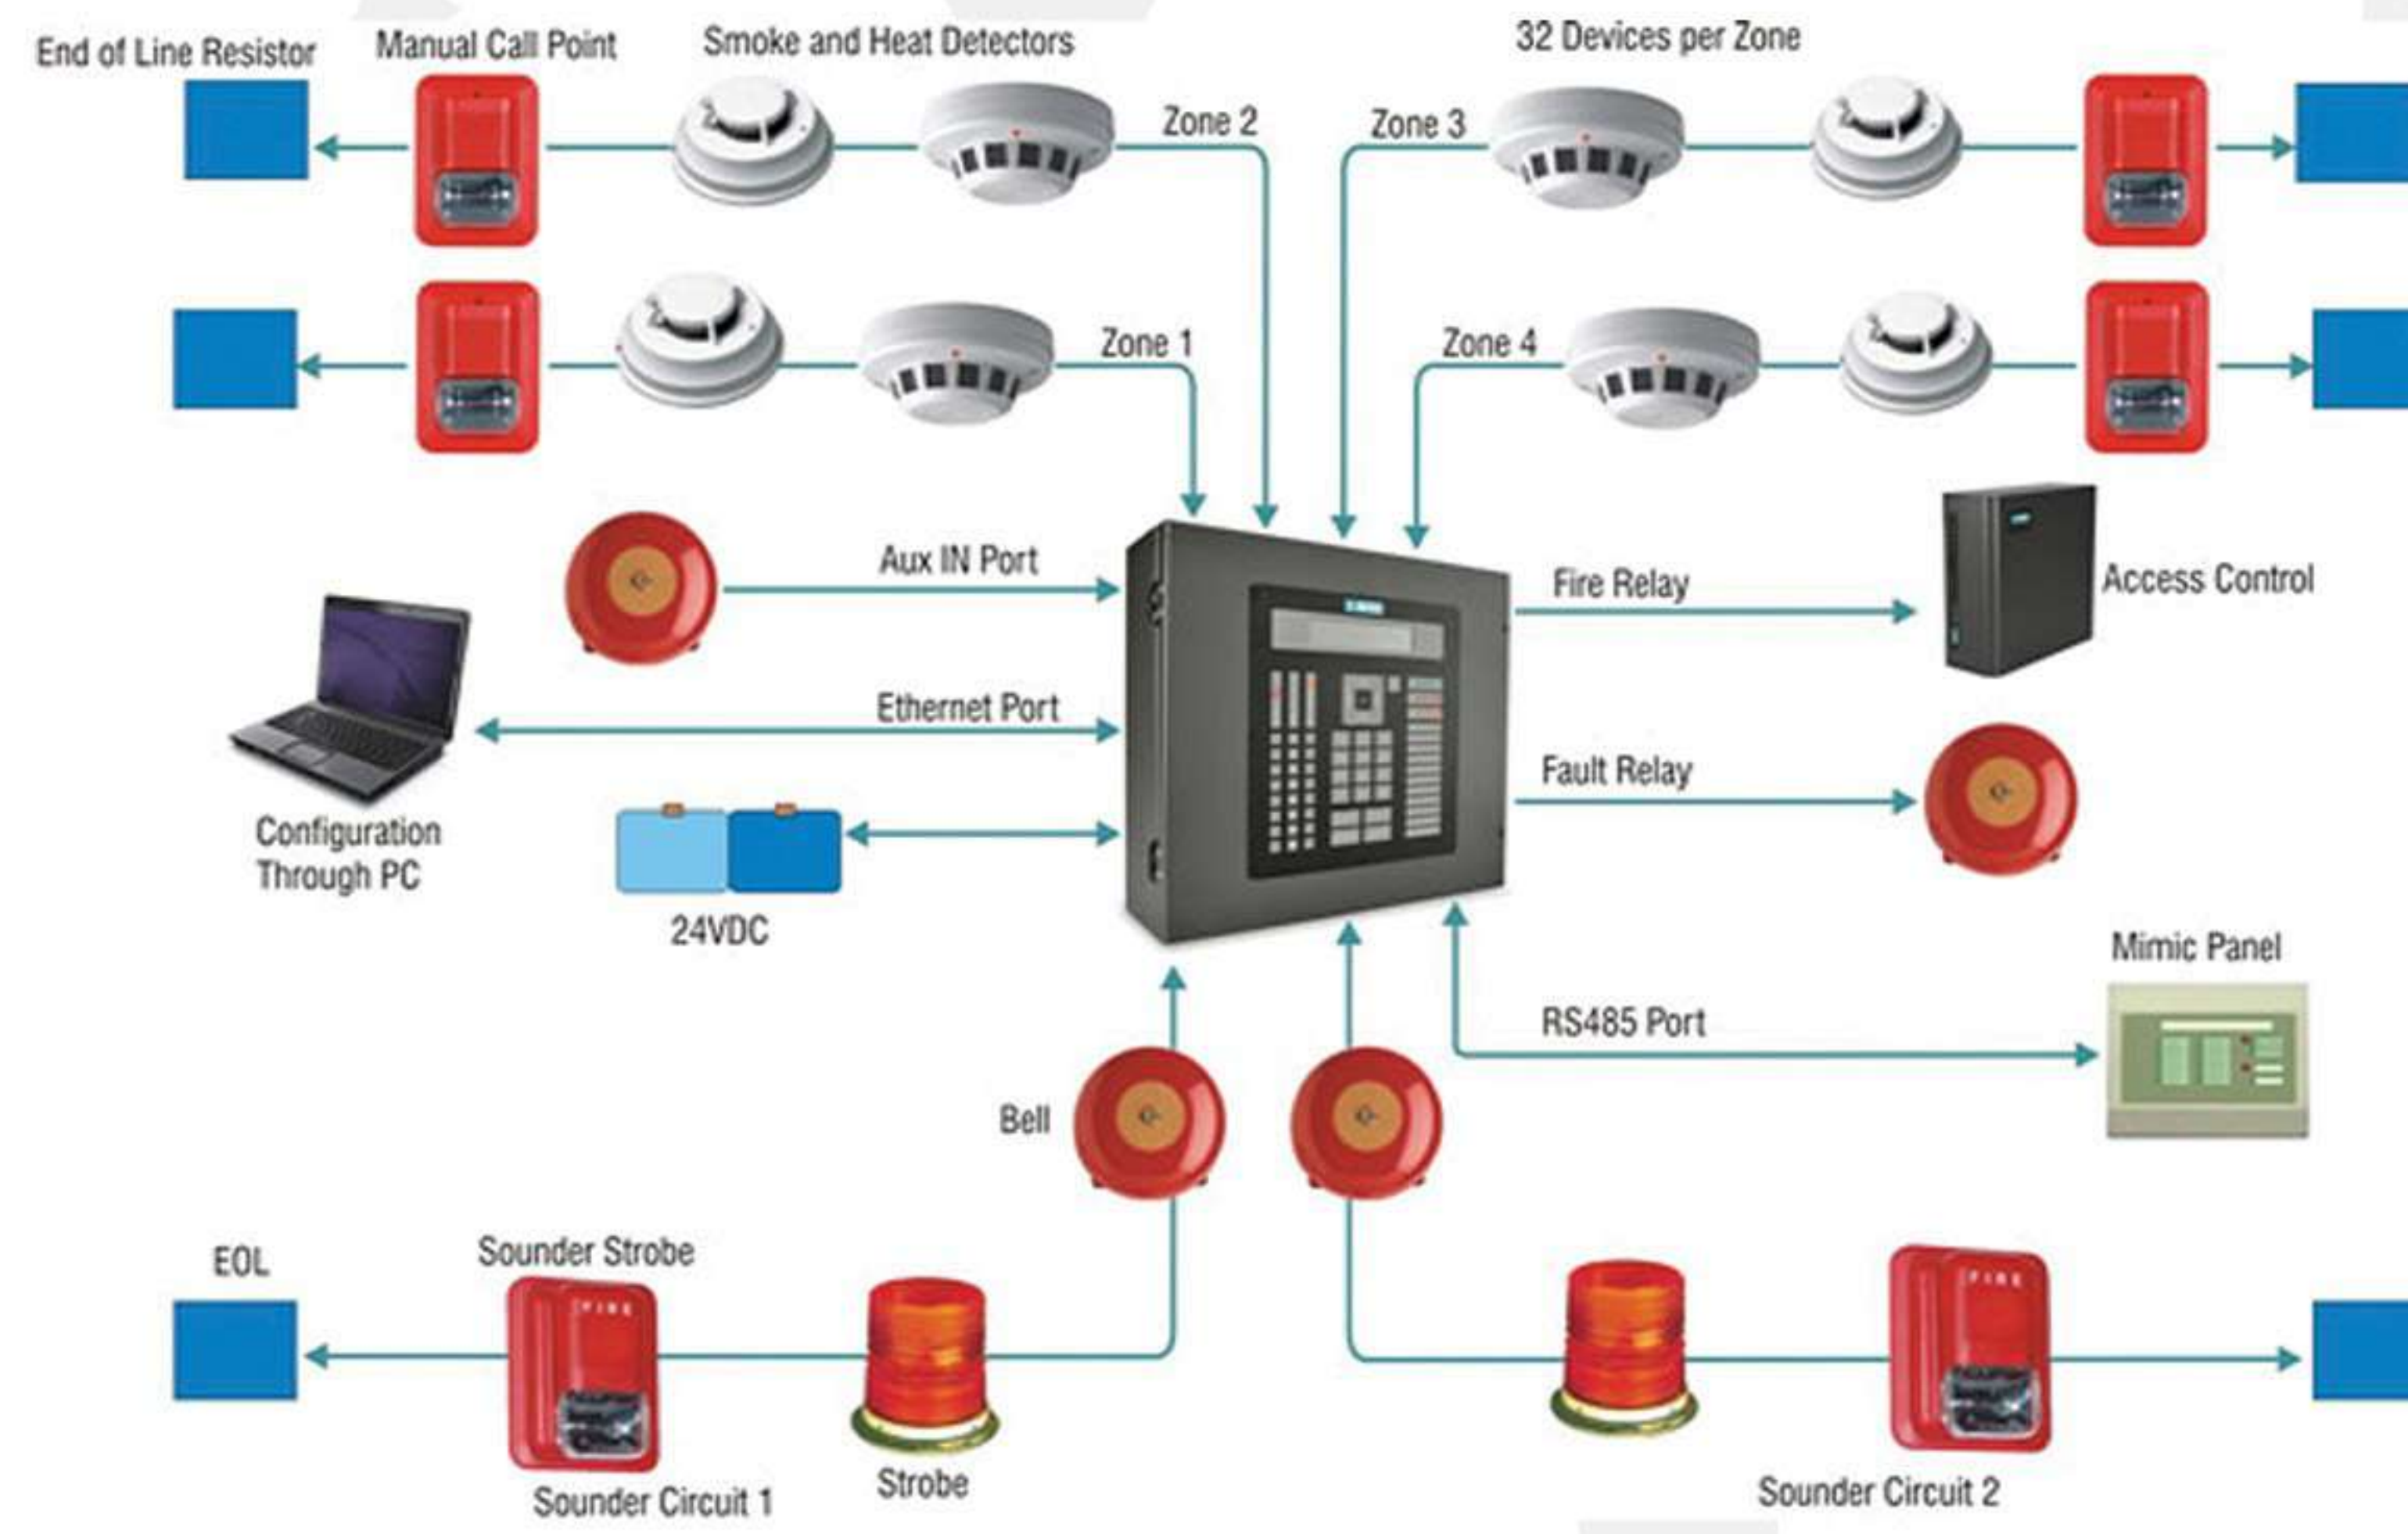 End of Line Resistor
Manual Call Point
Smoke and Heat Detectors
32 Devices per Zone
Zone 2
Zone 3
Zone 1
Zone 4
Aux IN Port
Fire Relay
Access Control
Ethernet Port
Fault Relay
Configuration
Through PC
24VDC
Mimic Panel
RS485 Port
Bell
EOL
Sounder Strobe
FIRE
FIRE
Strobe
Sounder Circuit 1
Sounder Circuit 2